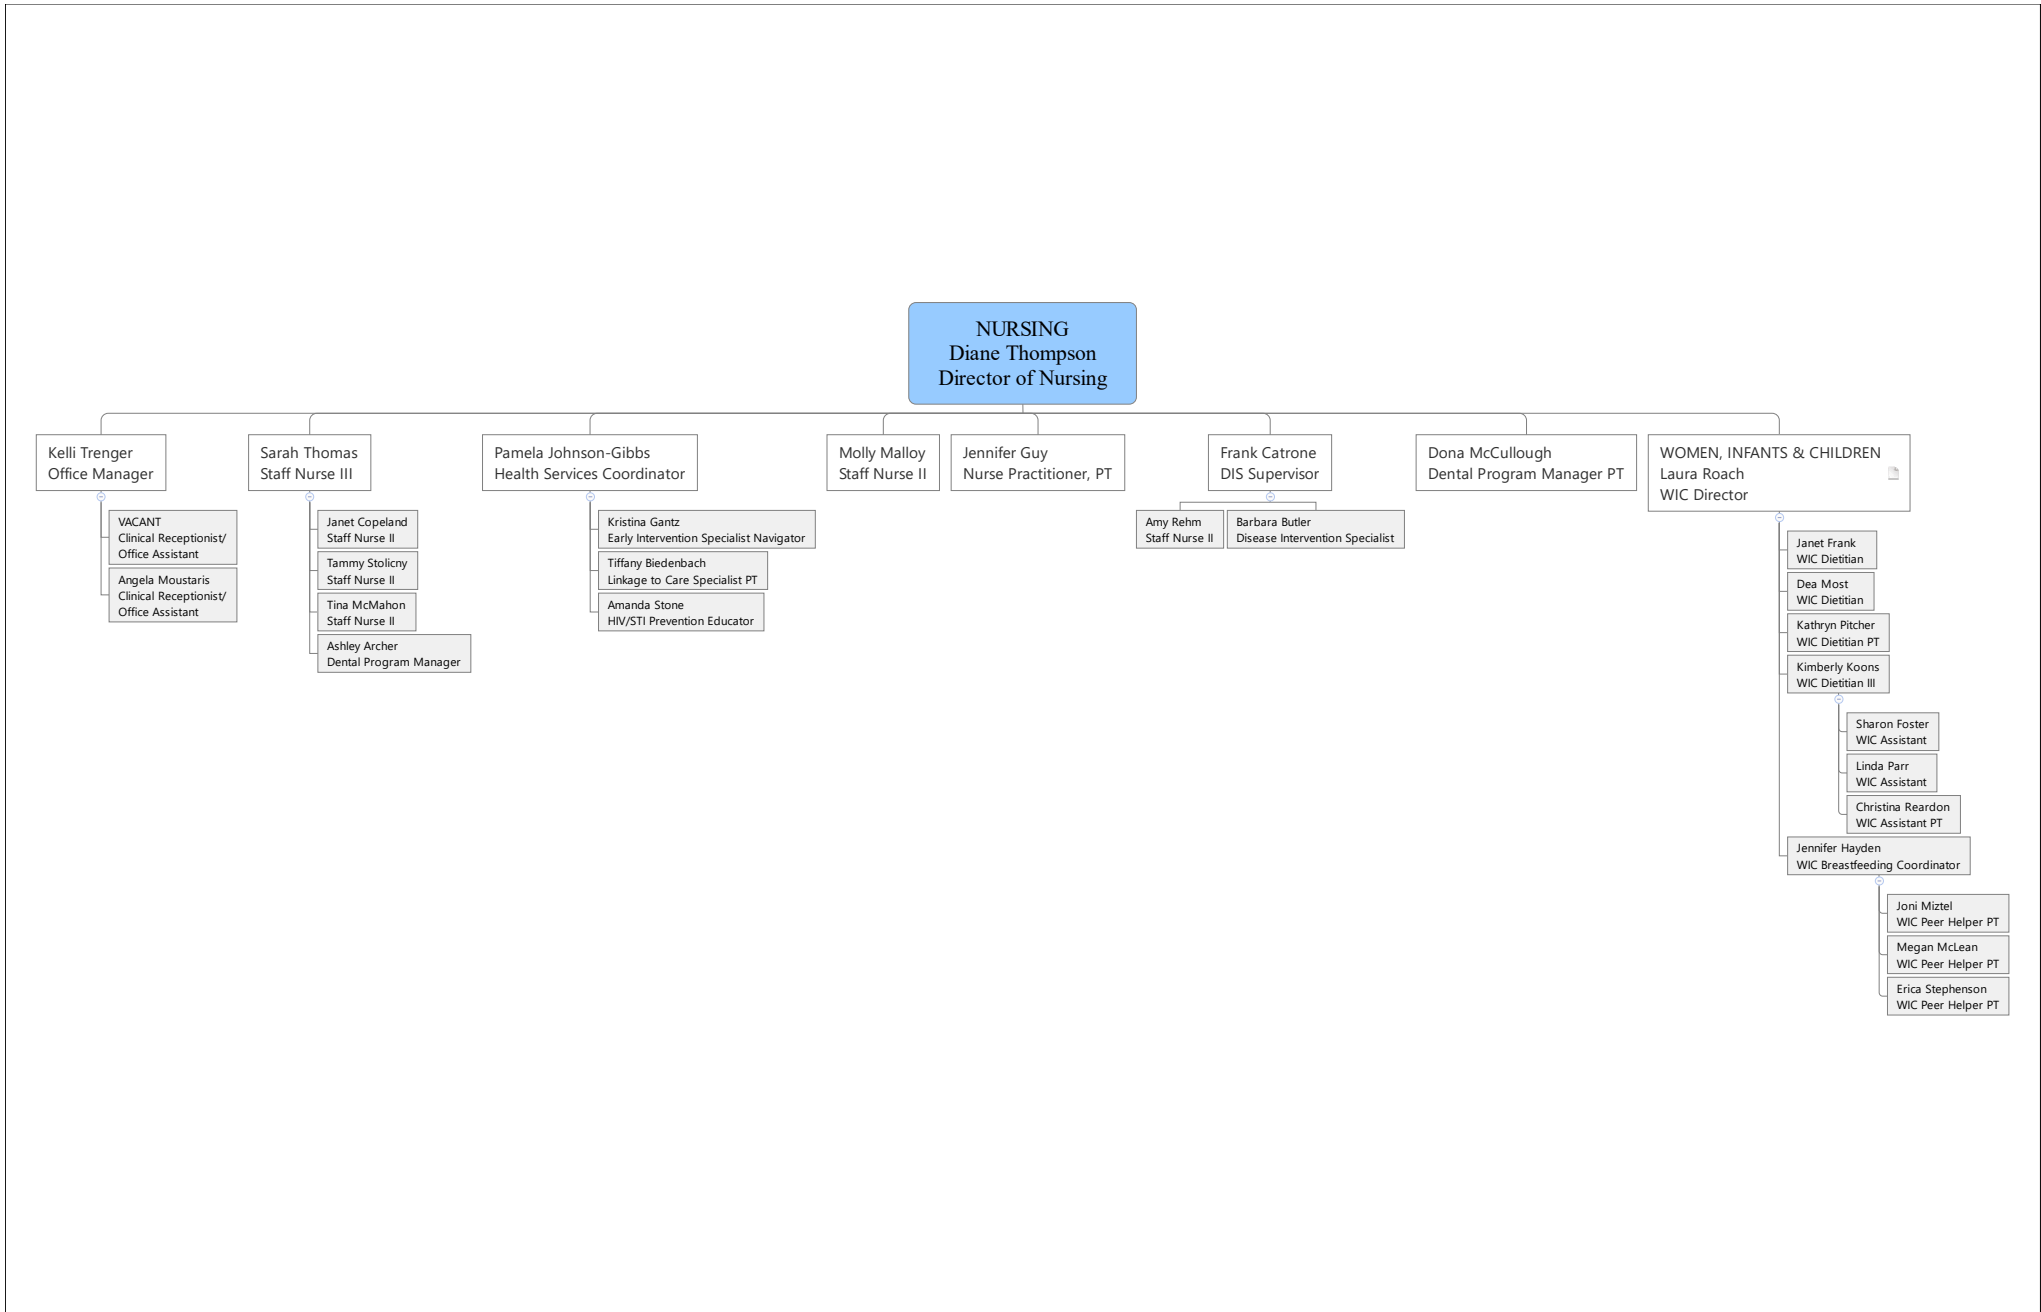 NURSING
Diane Thompson
Director of Nursing
Kelli Trenger
Office Manager
VACANT
Clinical Receptionist/
Office Assistant
Angela Moustaris
Clinical Receptionist/
Office Assistant
Sarah Thomas
Staff Nurse III
Janet Copeland
Staff Nurse II
Tammy Stolicny
Staff Nurse II
Tina McMahon
Staff Nurse II
Ashley Archer
Dental Program Manager
Pamela Johnson-Gibbs
Health Services Coordinator
Kristina Gantz
Early Intervention Specialist Navigator
Tiffany Biedenbach
Linkage to Care Specialist PT
Amanda Stone
HIV/STI Prevention Educator
Molly Malloy
Staff Nurse II
Jennifer Guy
Nurse Practitioner, PT
Frank Catrone
DIS Supervisor
Amy Rehm
Staff Nurse II
Barbara Butler
Disease Intervention Specialist
Dona McCullough
Dental Program Manager PT
WOMEN, INFANTS & CHILDREN
Laura Roach
WIC Director
Janet Frank
WIC Dietitian
Dea Most
WIC Dietitian
Kathryn Pitcher
WIC Dietitian PT
Kimberly Koons
WIC Dietitian III
Sharon Foster
WIC Assistant
Linda Parr
WIC Assistant
Christina Reardon
WIC Assistant PT
Jennifer Hayden
WIC Breastfeeding Coordinator
Joni Miztel
WIC Peer Helper PT
Megan McLean
WIC Peer Helper PT
Erica Stephenson
WIC Peer Helper PT